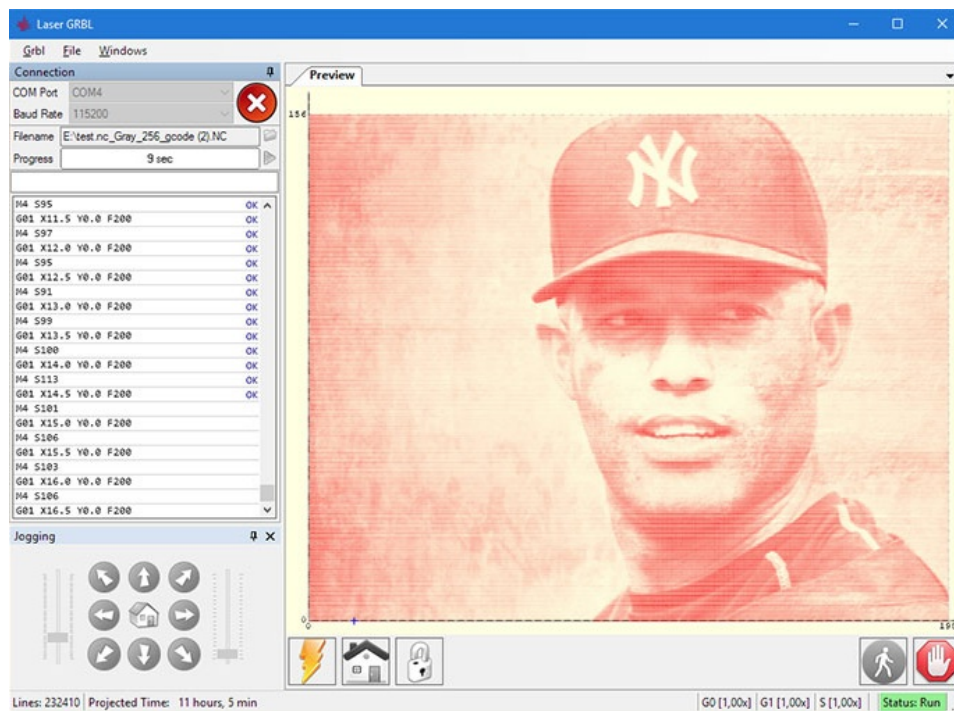 Laser GRBL
Grbl File Windows
Connection
COM Port COM4
Baud Rate 115200
Filename E:\test.nc_Gray_256_gcode (2).NC
Progress 9 sec
M4 S95 OK
G01 X11.5 Y0.0 F200 OK
M4 S97 OK
G01 X12.0 Y0.0 F200 OK
M4 S95 OK
G01 X12.5 Y0.0 F200 OK
M4 S91 OK
G01 X13.0 Y0.0 F200 OK
M4 S99 OK
G01 X13.5 Y0.0 F200 OK
M4 S100 OK
G01 X14.0 Y0.0 F200 OK
M4 S113 OK
G01 X14.5 Y0.0 F200 OK
M4 S101
G01 X15.0 Y0.0 F200
M4 S106
G01 X15.5 Y0.0 F200
M4 S103
G01 X16.0 Y0.0 F200
M4 S106
G01 X16.5 Y0.0 F200
Jogging
Preview
156
NY
0
0
Lines: 232410 Projected Time: 11 hours, 5 min
G0 [1,00x] G1 [1,00x] S [1,00x] Status: Run